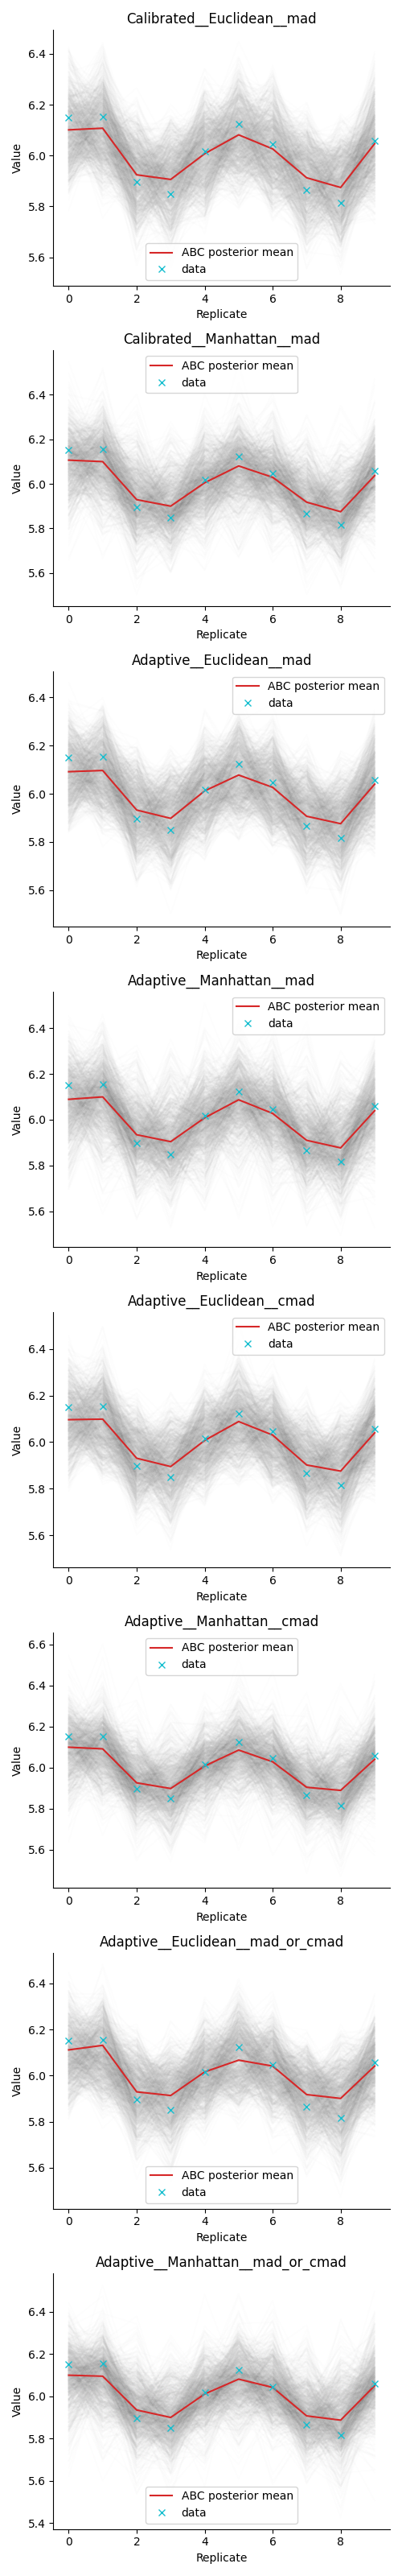 Calibrated__Euclidean__mad
6.4
6.2
6.0
5.8
5.6
Value
ABC posterior mean
data
0 2 4 6 8
Replicate
Calibrated__Manhattan__mad
ABC posterior mean
data
6.4
6.2
6.0
5.8
5.6
Value
0 2 4 6 8
Replicate
Adaptive__Euclidean__mad
ABC posterior mean
data
6.4
6.2
6.0
5.8
5.6
Value
0 2 4 6 8
Replicate
Adaptive__Manhattan__mad
ABC posterior mean
data
6.4
6.2
6.0
5.8
5.6
Value
0 2 4 6 8
Replicate
Adaptive__Euclidean__cmad
ABC posterior mean
data
6.4
6.2
6.0
5.8
5.6
Value
0 2 4 6 8
Replicate
Adaptive__Manhattan__cmad
ABC posterior mean
data
6.6
6.4
6.2
6.0
5.8
5.6
Value
0 2 4 6 8
Replicate
Adaptive__Euclidean__mad_or_cmad
6.4
6.2
6.0
5.8
5.6
Value
ABC posterior mean
data
0 2 4 6 8
Replicate
Adaptive__Manhattan__mad_or_cmad
6.4
6.2
6.0
5.8
5.6
5.4
Value
ABC posterior mean
data
0 2 4 6 8
Replicate